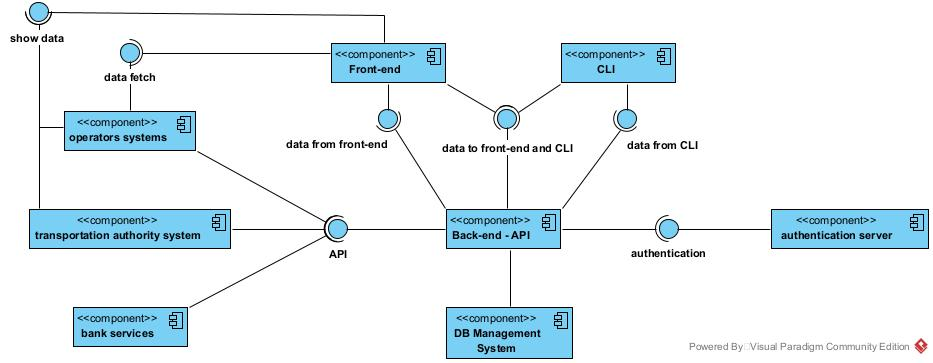 show data
data fetch
<<component>>
Front-end
<<component>>
CLI
<<component>>
operators systems
data from front-end
data to front-end and CLI
data from CLI
<<component>>
transportation authority system
API
<<component>>
Back-end - API
authentication
<<component>>
authentication server
<<component>>
bank services
<<component>>
DB Management
System
Powered By Visual Paradigm Community Edition